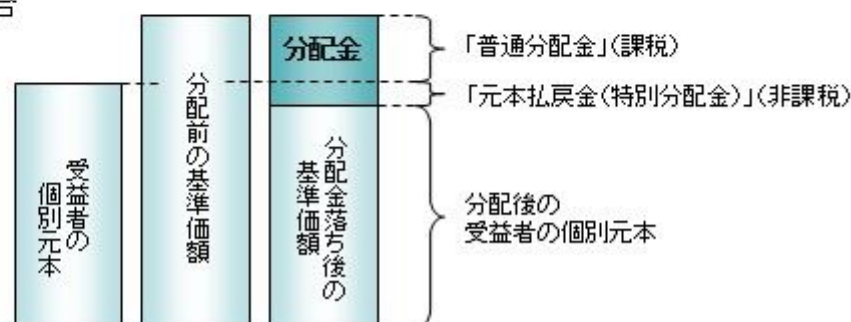 合
分配金
「普通分配金」(課税)
「元本払戻金(特別分配金)」(非課税)
受益者の
個別元本
分配前の基準価額
分配金落ち後の
基準価額
分配後の
受益者の個別元本